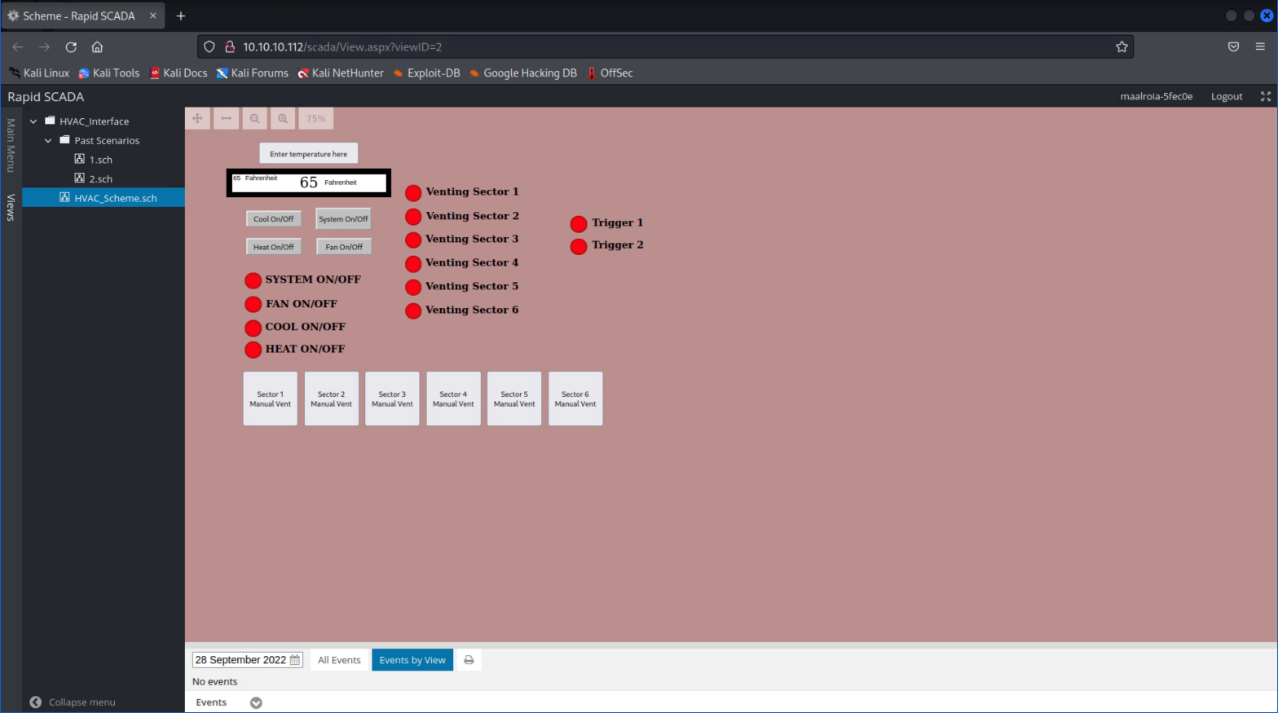 Scheme - Rapid SCADA
10.10.10.112/scada/View.aspx?viewID=2
Kali Linux Kali Tools Kali Docs Kali Forums Kali NetHunter Exploit-DB Google Hacking DB OffSec
Rapid SCADA maalroia-5fec0e Logout
Main Menu
Views
HVAC_Interface
Past Scenarios
1.sch
2.sch
HVAC_Scheme.sch
Collapse menu
75%
Enter temperature here
65 Fahrenheit 65 Fahrenheit
Cool On/Off System On/Off
Heat On/Off Fan On/Off
SYSTEM ON/OFF
FAN ON/OFF
COOL ON/OFF
HEAT ON/OFF
Venting Sector 1
Venting Sector 2
Venting Sector 3
Venting Sector 4
Venting Sector 5
Venting Sector 6
Trigger 1
Trigger 2
Sector 1 Sector 2 Sector 3 Sector 4 Sector 5 Sector 6
Manual Vent Manual Vent Manual Vent Manual Vent Manual Vent Manual Vent
28 September 2022 All Events Events by View
No events
Events